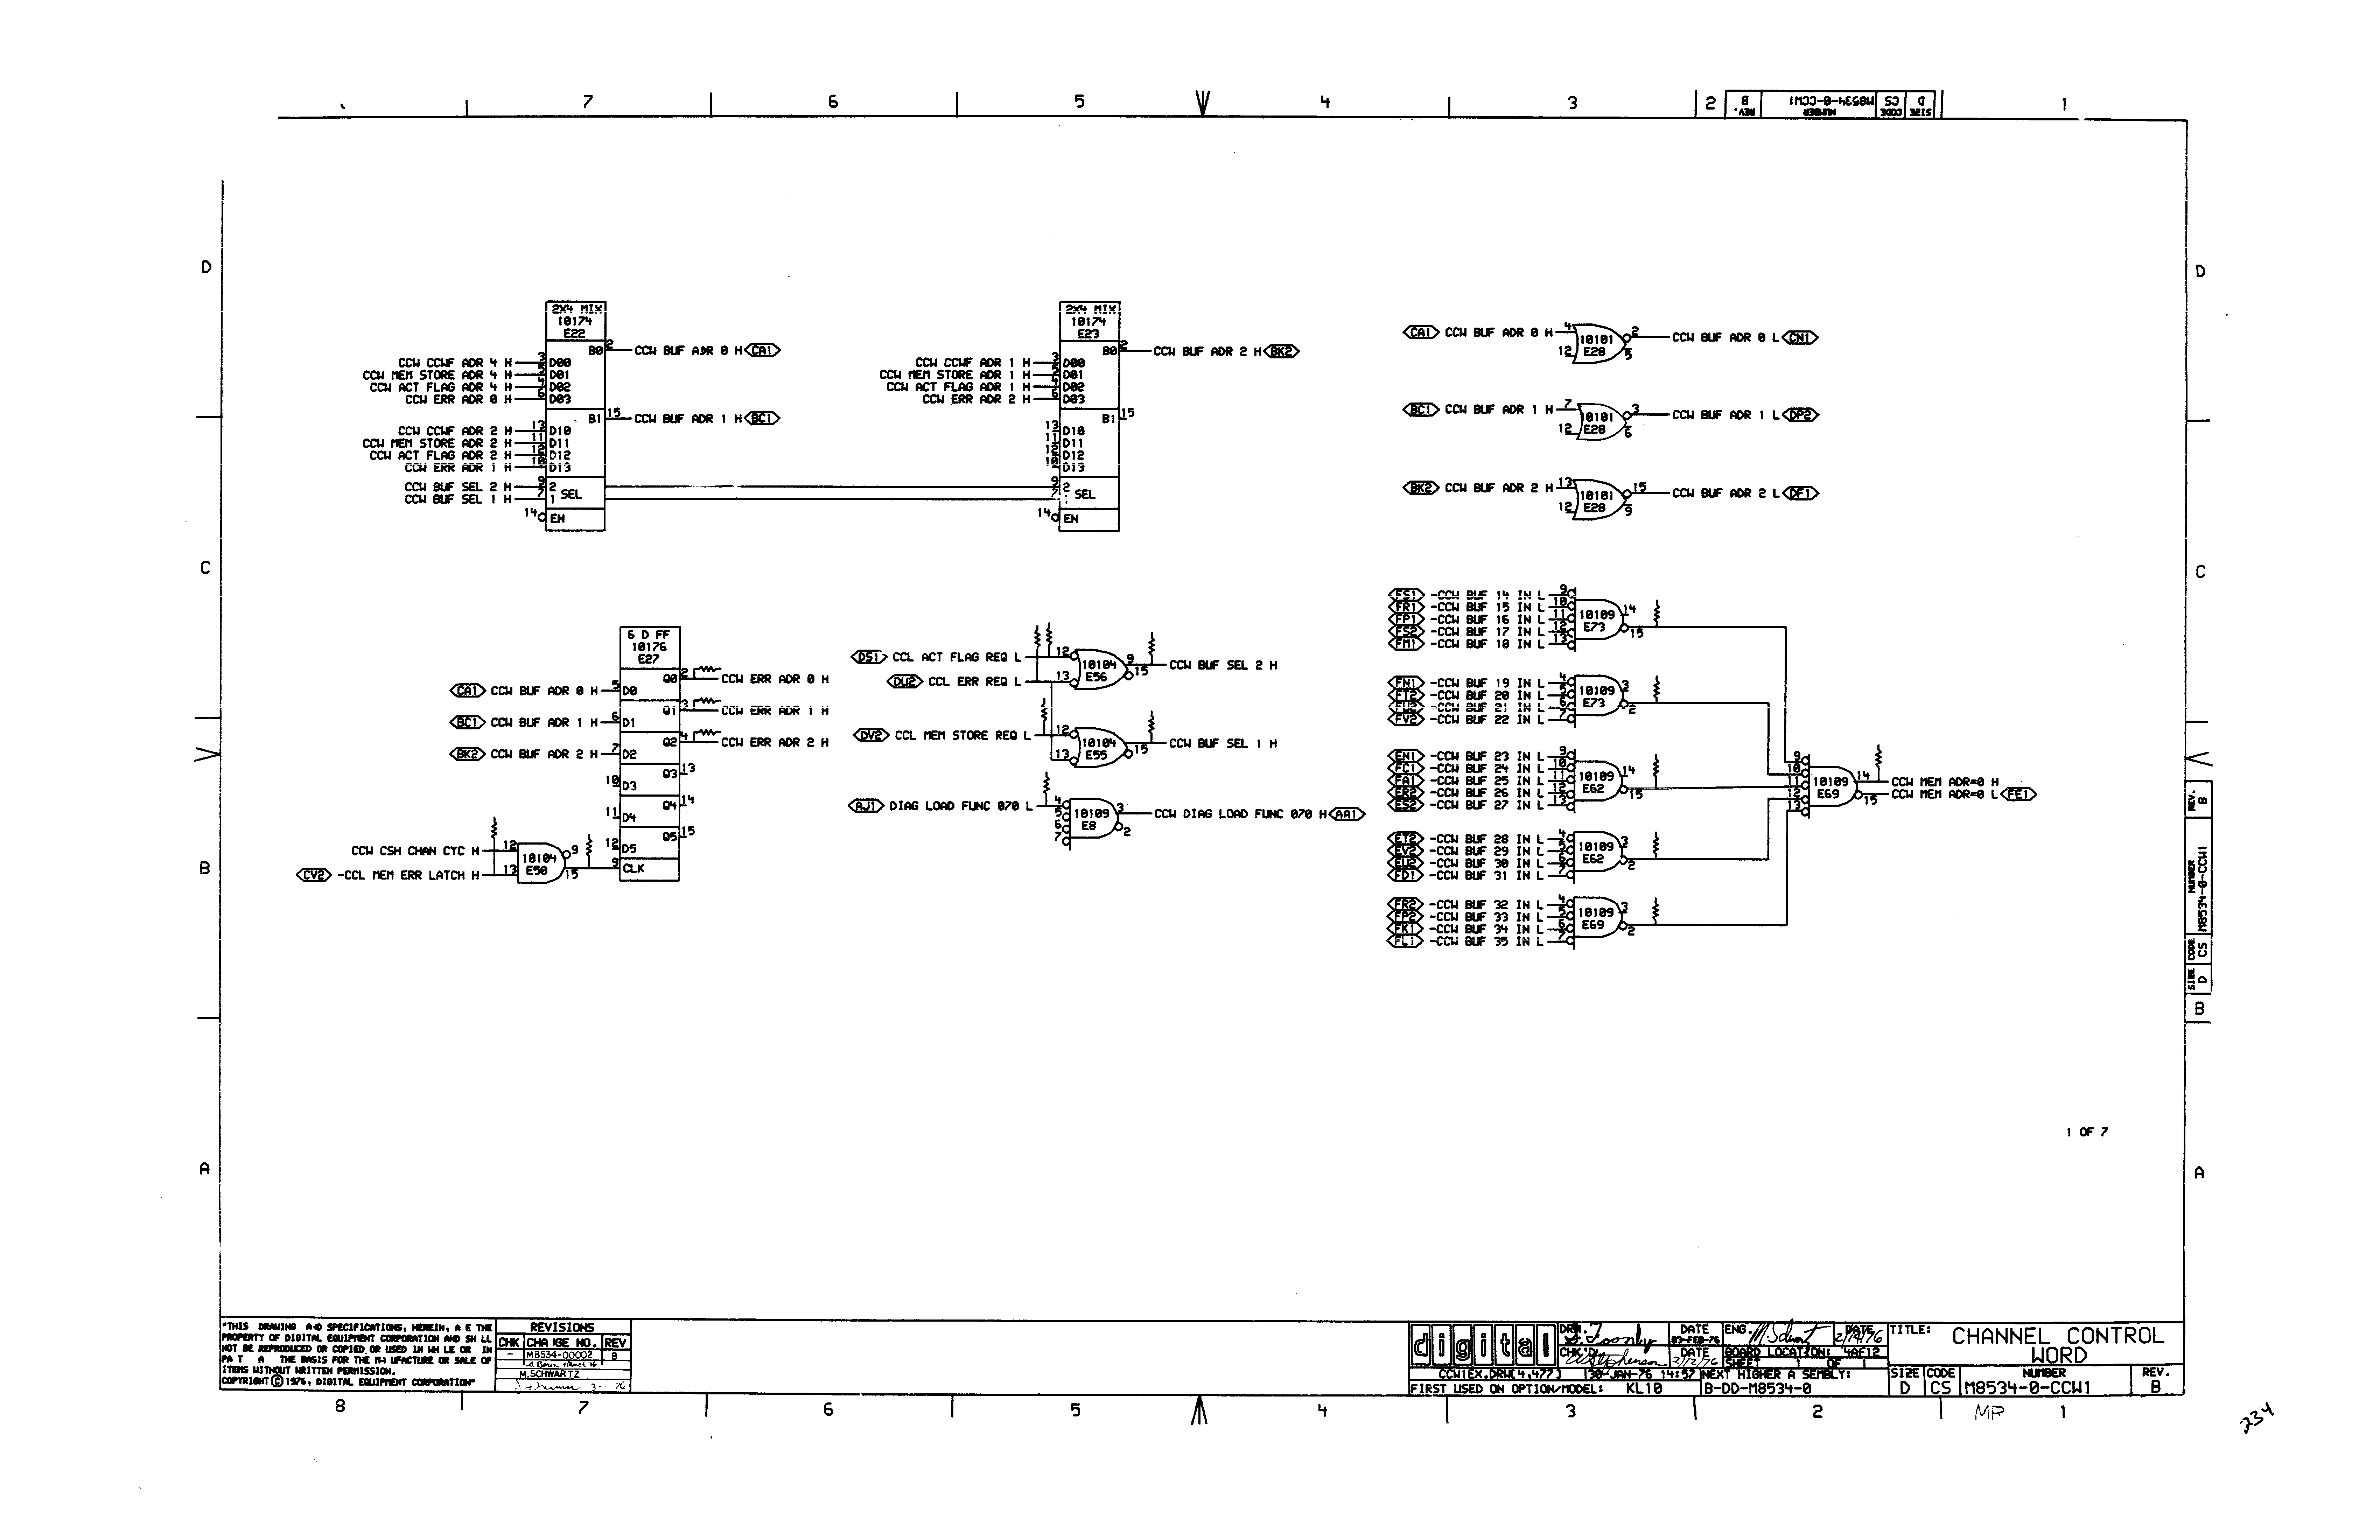 7 6 5 4 3 2 1
REV. B
NUMBER M8534-0-CCW1
CODE CS
SIZE D
D
D
2X4 MIX
10174
E22
B0 2 CCW BUF ADR 0 H CA1
CCW CCWF ADR 4 H 3 D00
CCW MEM STORE ADR 4 H D01
CCW ACT FLAG ADR 4 H D02
CCW ERR ADR 0 H 6 D03
B1 15 CCW BUF ADR 1 H BC1
CCW CCWF ADR 2 H 13 D10
CCW MEM STORE ADR 2 H 11 D11
CCW ACT FLAG ADR 2 H 12 D12
CCW ERR ADR 1 H 10 D13
CCW BUF SEL 2 H 9 2
CCW BUF SEL 1 H 7 1 SEL
14 EN
2X4 MIX
10174
E23
B0 2 CCW BUF ADR 2 H BK2
CCW CCWF ADR 1 H 3 D00
CCW MEM STORE ADR 1 H D01
CCW ACT FLAG ADR 1 H D02
CCW ERR ADR 2 H 6 D03
B1 15
13 D10
11 D11
12 D12
10 D13
9 2
7 SEL
14 EN
CA1 CCW BUF ADR 0 H 4 12 10101 E28 2 5 CCW BUF ADR 0 L CN1
BC1 CCW BUF ADR 1 H 7 12 10101 E28 3 6 CCW BUF ADR 1 L DP2
BK2 CCW BUF ADR 2 H 13 12 10101 E28 15 9 CCW BUF ADR 2 L DF1
C
C
6 D FF
10176
E27
Q0 2 CCW ERR ADR 0 H
CA1 CCW BUF ADR 0 H 5 D0
Q1 3 CCW ERR ADR 1 H
BC1 CCW BUF ADR 1 H 6 D1
Q2 4 CCW ERR ADR 2 H
BK2 CCW BUF ADR 2 H 7 D2
Q3 13
10 D3
Q4 14
11 D4
Q5 15
12 D5
9 CLK
CCW CSH CHAN CYC H 12
CV2 -CCL MEM ERR LATCH H 13
10104 E50 9 15
DS1 CCL ACT FLAG REQ L 12
DU2 CCL ERR REQ L 13
10104 E56 9 15 CCW BUF SEL 2 H
DV2 CCL MEM STORE REQ L 12
13 10104 E55 15 CCW BUF SEL 1 H
AJ1 DIAG LOAD FUNC 070 L 4
5 6 7 10109 E8 3 2 CCW DIAG LOAD FUNC 070 H AA1
FS1 -CCW BUF 14 IN L 9
FR1 -CCW BUF 15 IN L 10
FP1 -CCW BUF 16 IN L 11
FS2 -CCW BUF 17 IN L 12
FM1 -CCW BUF 18 IN L 13
10109 E73 14 15
FN1 -CCW BUF 19 IN L 4
FT2 -CCW BUF 20 IN L 5
FU2 -CCW BUF 21 IN L 6
FV2 -CCW BUF 22 IN L 7
10109 E73 3 2
EN1 -CCW BUF 23 IN L 9
FC1 -CCW BUF 24 IN L 10
FA1 -CCW BUF 25 IN L 11
ER2 -CCW BUF 26 IN L 12
ES2 -CCW BUF 27 IN L 13
10109 E62 14 15
ET2 -CCW BUF 28 IN L 4
EV2 -CCW BUF 29 IN L 5
EU2 -CCW BUF 30 IN L 6
FD1 -CCW BUF 31 IN L 7
10109 E62 3 2
FR2 -CCW BUF 32 IN L 4
FP2 -CCW BUF 33 IN L 5
FK1 -CCW BUF 34 IN L 6
FL1 -CCW BUF 35 IN L 7
10109 E69 3 2
9 10 11 12 13 10109 E69 14 15
CCW MEM ADR=0 H
CCW MEM ADR=0 L FE1
B
B
REV. B
NUMBER M8534-0-CCW1
CODE CS
SIZE D
1 OF 7
A
A
"THIS DRAWING A D SPECIFICATIONS, HEREIN, A E THE
PROPERTY OF DIGITAL EQUIPMENT CORPORATION AND SH LL
NOT BE REPRODUCED OR COPIED OR USED IN WH LE OR IN
PA T A THE BASIS FOR THE MA UFACTURE OR SALE OF
ITEMS WITHOUT WRITTEN PERMISSION.
COPYRIGHT © 1976, DIGITAL EQUIPMENT CORPORATION"
REVISIONS
CHK CHA GE NO. REV
- M8534-00002 B
M.SCHWARTZ
digital
DRN.
DATE 03-FEB-76
ENG.
DATE 2/19/76
CHK'D.
DATE 2/12/76
BOARD LOCATION: 4AF12
SHEET 1 OF 1
CCW1EX.DRW[4,477] 30-JAN-76 14:57
NEXT HIGHER A SEMBLY:
FIRST USED ON OPTION/MODEL: KL10
B-DD-M8534-0
TITLE: CHANNEL CONTROL
WORD
SIZE D
CODE CS
NUMBER M8534-0-CCW1
REV. B
8 7 6 5 4 3 2 MR 1
234